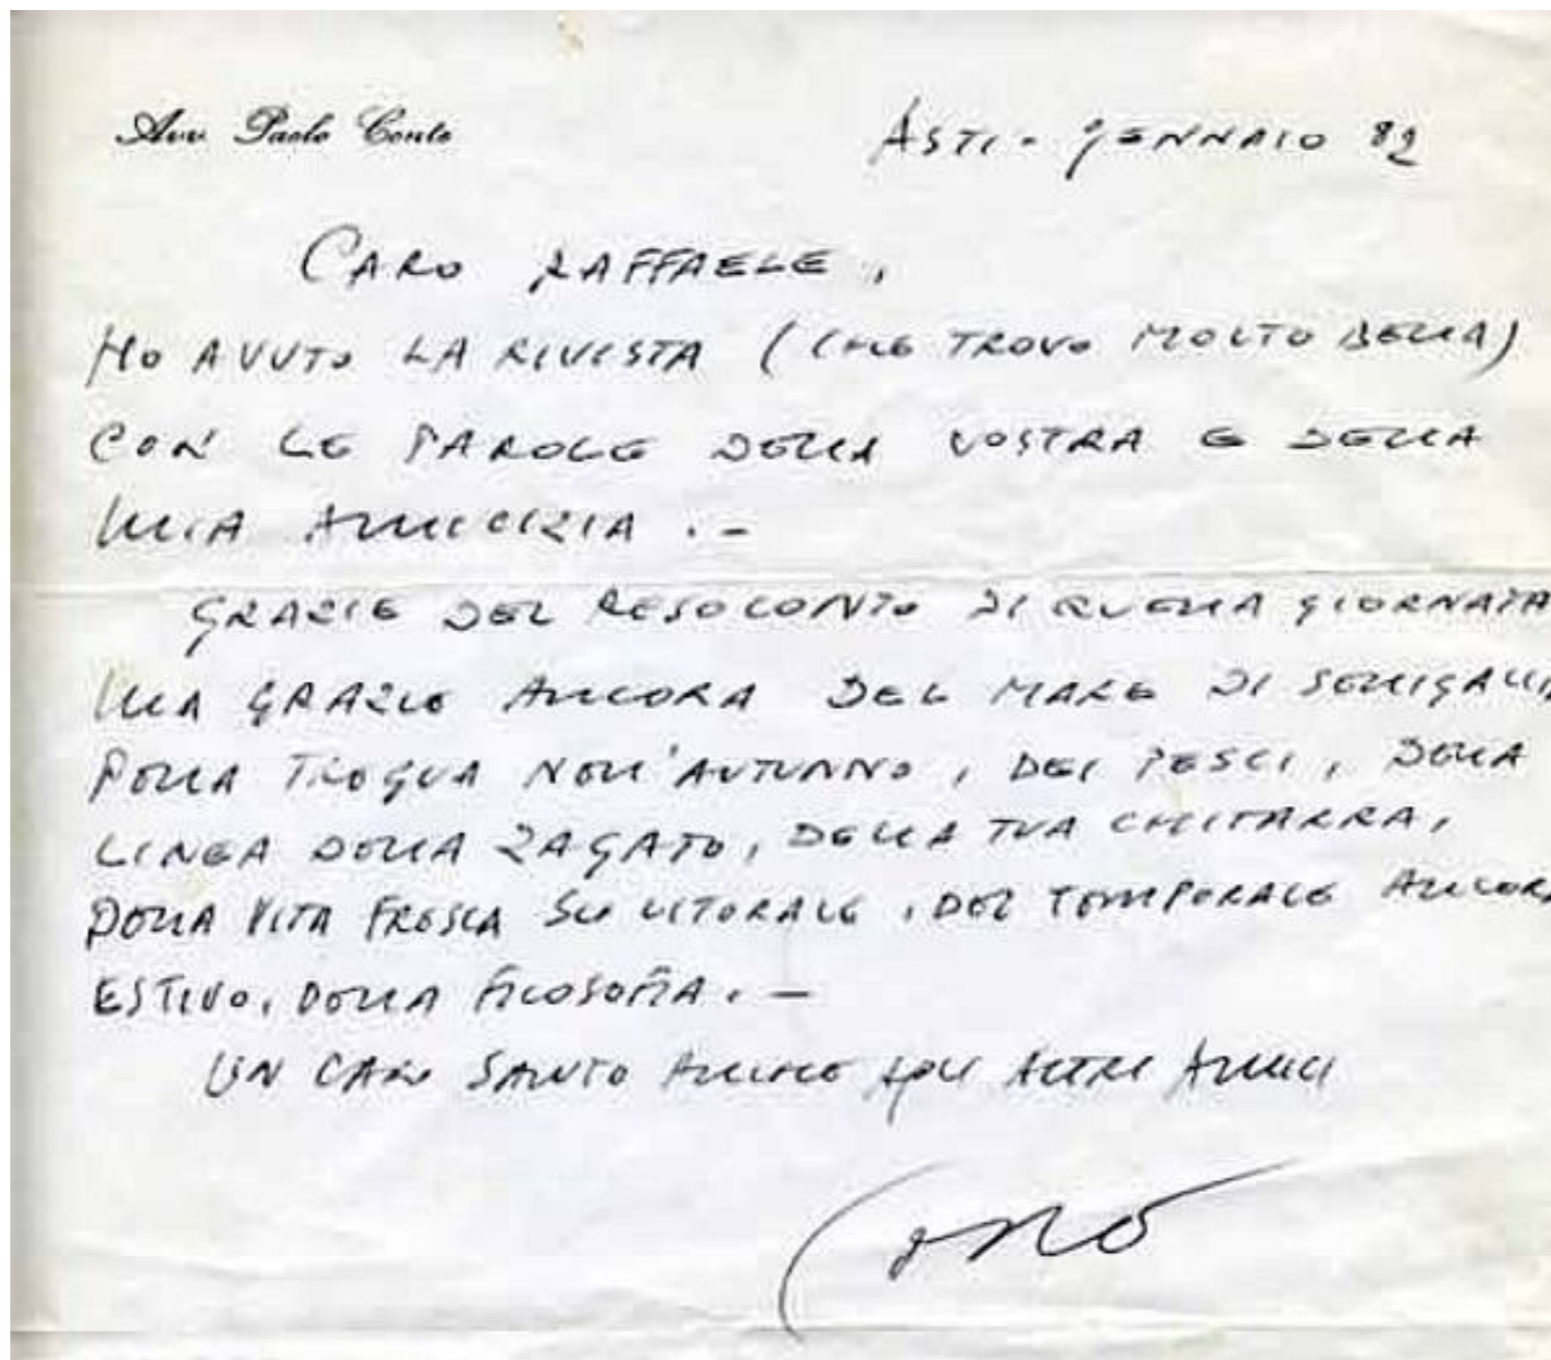 Avv. Paolo Conte
ASTI - GENNAIO 82
CARO RAFFAELE,
HO AVUTO LA RIVISTA (CHE TROVO MOLTO BELLA)
CON LE PAROLE DELLA VOSTRA E DELLA
MIA AMICIZIA . -
GRAZIE DEL RESOCONTO DI QUELLA GIORNATA
MA GRAZIE ANCORA DEL MARE DI SENIGALLIA
DELLA TREGUA NELL'AUTUNNO, DEI PESCI, DELLA
LINEA DELLA ZAGATO, DELLA TUA CHITARRA,
DELLA VITA FRESCA SUL LITORALE, DEL TEMPORALE ANCORA
ESTIVO, DELLA FILOSOFIA. —
UN CARO SALUTO ANCHE AGLI ALTRI AMICI